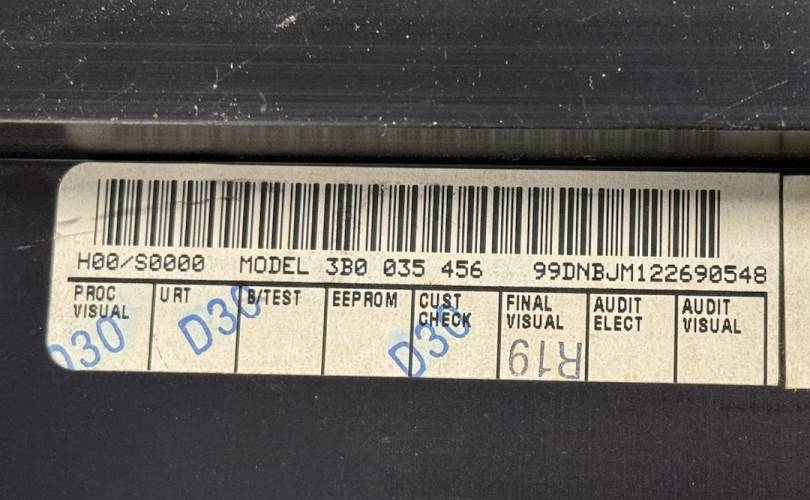 H00/S0000 MODEL 3B0 035 456 99DNBJM122690548
PROC VISUAL
URT
B/TEST
EEPROM
CUST CHECK
FINAL VISUAL
AUDIT ELECT
AUDIT VISUAL
D30
D30
D30
R19